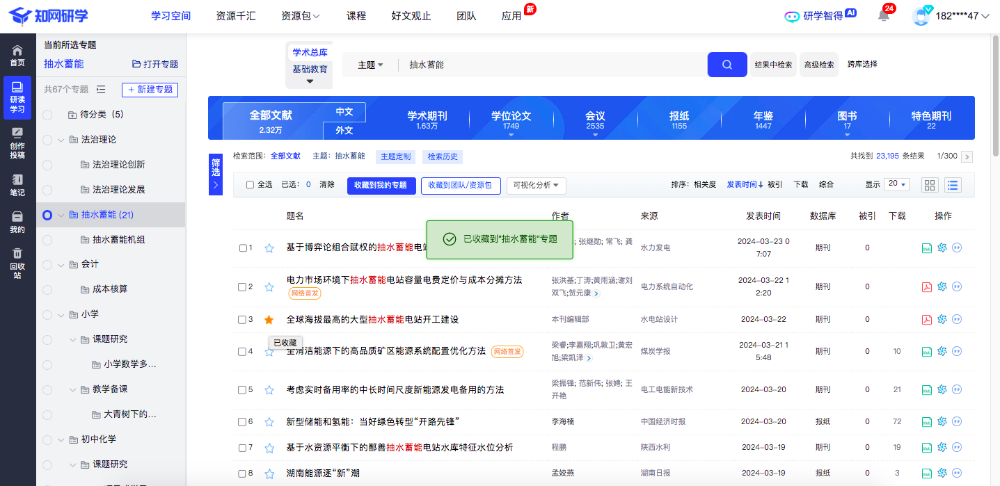 知网研学
学习空间 资源千汇 资源包 课程 好文观止 团队 应用 新
研学智得AI 24 182****47
首页
研读
学习
创作
投稿
笔记
我的
回收
站
当前所选专题
抽水蓄能 打开专题
共67个专题 + 新建专题
待分类 (5)
法治理论
法治理论创新
法治理论发展
抽水蓄能 (21)
抽水蓄能机组
会计
成本核算
小学
课题研究
小学数学多...
教学备课
大青树下的...
初中化学
课题研究
学术总库
基础教育
主题 抽水蓄能 结果中检索 高级检索 跨库选择
全部文献
2.32万
中文
外文
学术期刊
1.63万
学位论文
1749
会议
2535
报纸
1155
年鉴
1447
图书
17
特色期刊
22
筛选
检索范围: 全部文献 主题: 抽水蓄能 主题定制 检索历史 共找到 23,195 条结果 1/300
全选 已选: 0 清除 收藏到我的专题 收藏到团队/资源包 可视化分析 排序: 相关度 发表时间 被引 下载 综合 显示 20
题名 作者 来源 发表时间 数据库 被引 下载 操作
已收藏到"抽水蓄能"专题
1 基于博弈论组合赋权的抽水蓄能电站 ; 张继勋; 常飞; 龚 水力发电 2024-03-23 0
7:07 期刊 0
2 电力市场环境下抽水蓄能电站容量电费定价与成本分摊方法
网络首发
张洪基;丁涛;黄雨涵;谢刘
双飞;贺元康
电力系统自动化 2024-03-22 1
2:20 期刊 0
3 全球海拔最高的大型抽水蓄能电站开工建设 本刊编辑部 水电站设计 2024-03-22 期刊 0
已收藏
4 全清洁能源下的高品质矿区能源系统配置优化方法 网络首发
梁睿;李嘉翔;巩敦卫;黄宏
旭;梁凯泽
煤炭学报 2024-03-21 1
5:48 期刊 0 10
5 考虑实时备用率的中长时间尺度新能源发电备用的方法
梁振锋; 范新伟; 张娉; 王
开艳
电工电能新技术 2024-03-20 期刊 0 21
6 新型储能和氢能：当好绿色转型“开路先锋” 李海楠 中国经济时报 2024-03-20 报纸 0 72
7 基于水资源平衡下的鄯善抽水蓄能电站水库特征水位分析 程鹏 陕西水利 2024-03-19 期刊 0 19
8 湖南能源逐“新”潮 孟姣燕 湖南日报 2024-03-19 报纸 0 3